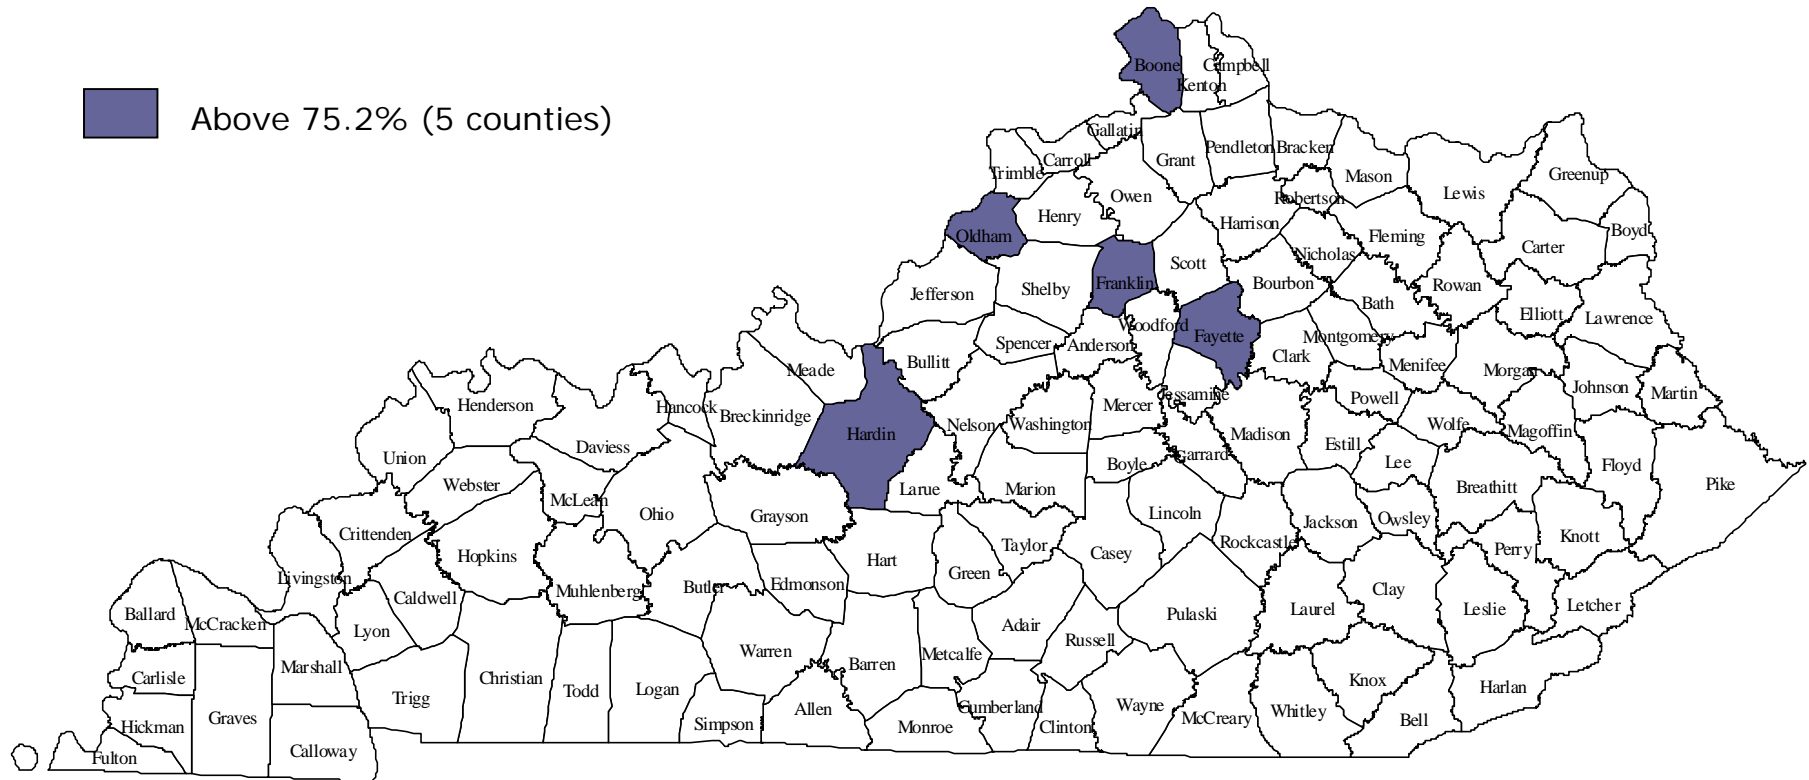 Above 75.2% (5 counties)
Boone
Campbell
Kenton
Gallatin
Carroll
Trimble
Grant
Pendleton
Bracken
Mason
Lewis
Greenup
Boyd
Carter
Owen
Henry
Oldham
Robertson
Harrison
Fleming
Nicholas
Scott
Franklin
Shelby
Jefferson
Bourbon
Bath
Rowan
Elliott
Lawrence
Woodford
Fayette
Anderson
Spencer
Bullitt
Clark
Montgomery
Menifee
Morgan
Johnson
Martin
Meade
Hancock
Breckinridge
Henderson
Daviess
Hardin
Nelson
Washington
Mercer
Jessamine
Madison
Powell
Estill
Wolfe
Magoffin
Lee
Floyd
Pike
Union
Webster
McLean
Ohio
Grayson
Larue
Marion
Boyle
Garrard
Lincoln
Rockcastle
Jackson
Owsley
Breathitt
Perry
Knott
Crittenden
Hopkins
Livingston
Caldwell
Muhlenberg
Butler
Edmonson
Hart
Green
Taylor
Casey
Ballard
McCracken
Lyon
Pulaski
Laurel
Clay
Leslie
Letcher
Adair
Russell
Warren
Barren
Metcalfe
Carlisle
Marshall
Trigg
Christian
Todd
Logan
Simpson
Allen
Monroe
Cumberland
Clinton
Wayne
McCreary
Whitley
Knox
Bell
Harlan
Hickman
Graves
Fulton
Calloway